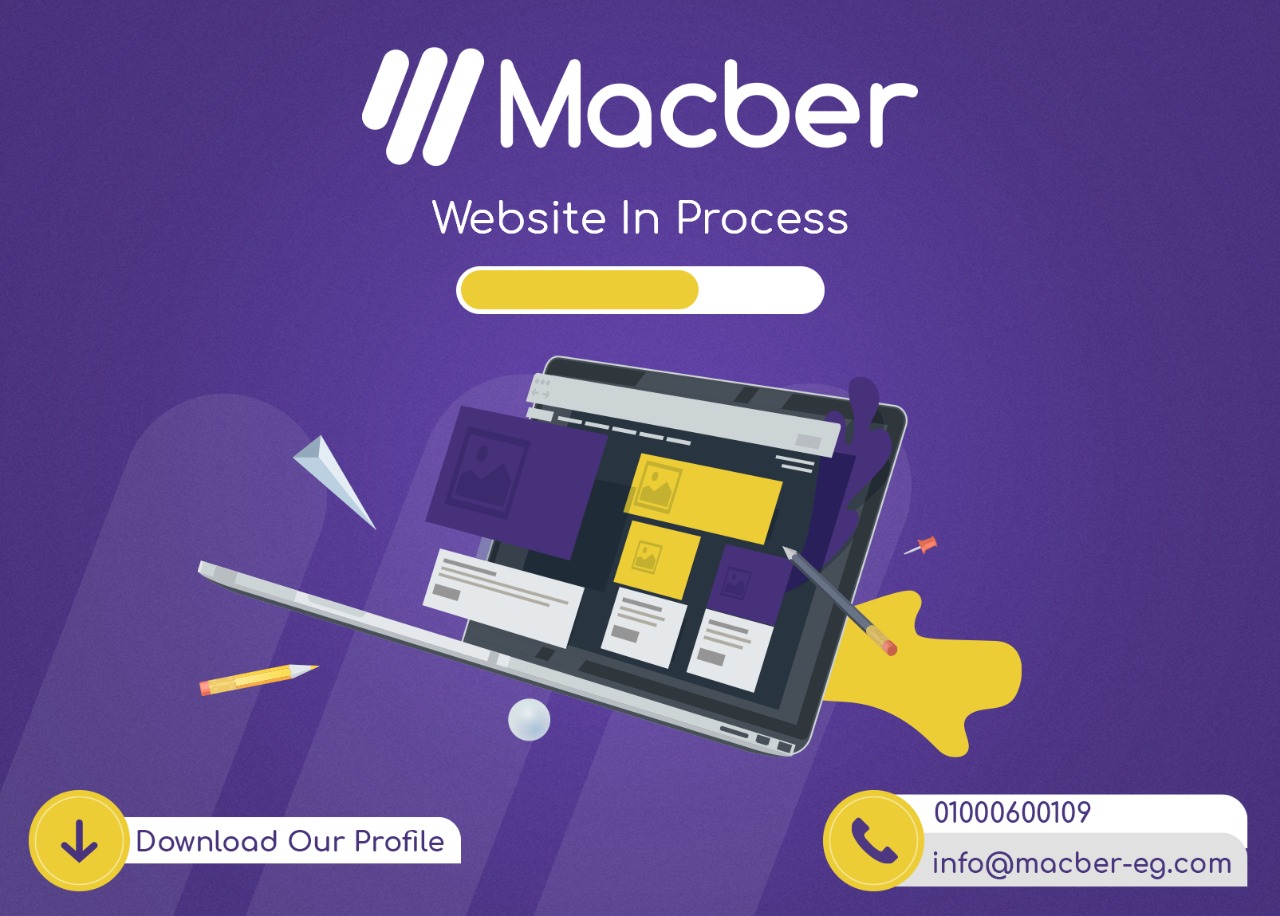 Macber
Website In Process
Download Our Profile
01000600109
info@macber-eg.com